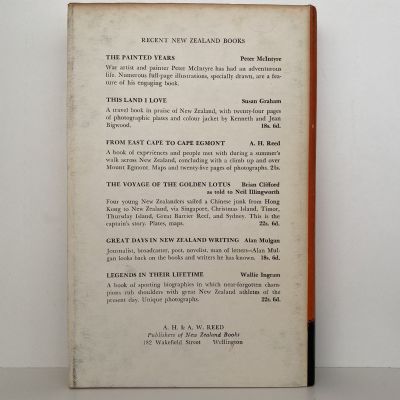 RECENT NEW ZEALAND BOOKS
THE PAINTED YEARS Peter McIntyre
War artist and painter Peter McIntyre has had an adventurous
life. Numerous full-page illustrations, specially drawn, are a fea-
ture of his engaging book.
THIS LAND I LOVE Susan Graham
A travel book in praise of New Zealand, with twenty-four pages
of photographic plates and colour jacket by Kenneth and Jean
Bigwood. 18s. 6d.
FROM EAST CAPE TO CAPE EGMONT A. H. Reed
A book of experiences and people met with during a summer's
walk across New Zealand, concluding with a climb up and over
Mount Egmont. Maps and twenty-five pages of photographs. 21s.
THE VOYAGE OF THE GOLDEN LOTUS Brian Clifford
as told to Neil Illingworth
Four young New Zealanders sailed a Chinese junk from Hong
Kong to New Zealand, via Singapore, Christmas Island, Timor,
Thursday Island, Great Barrier Reef, and Sydney. This is the
captain's story. Plates, maps. 22s. 6d.
GREAT DAYS IN NEW ZEALAND WRITING Alan Mulgan
Journalist, broadcaster, poet, novelist, man of letters—Alan Mul-
gan looks back on the books and writers he has known. 18s. 6d.
LEGENDS IN THEIR LIFETIME Wallie Ingram
A book of sporting biographies in which near-forgotten cham-
pions rub shoulders with great New Zealand athletes of the
present day. Unique photographs. 22s. 6d.
A. H. & A. W. REED
Publishers of New Zealand Books
182 Wakefield Street Wellington